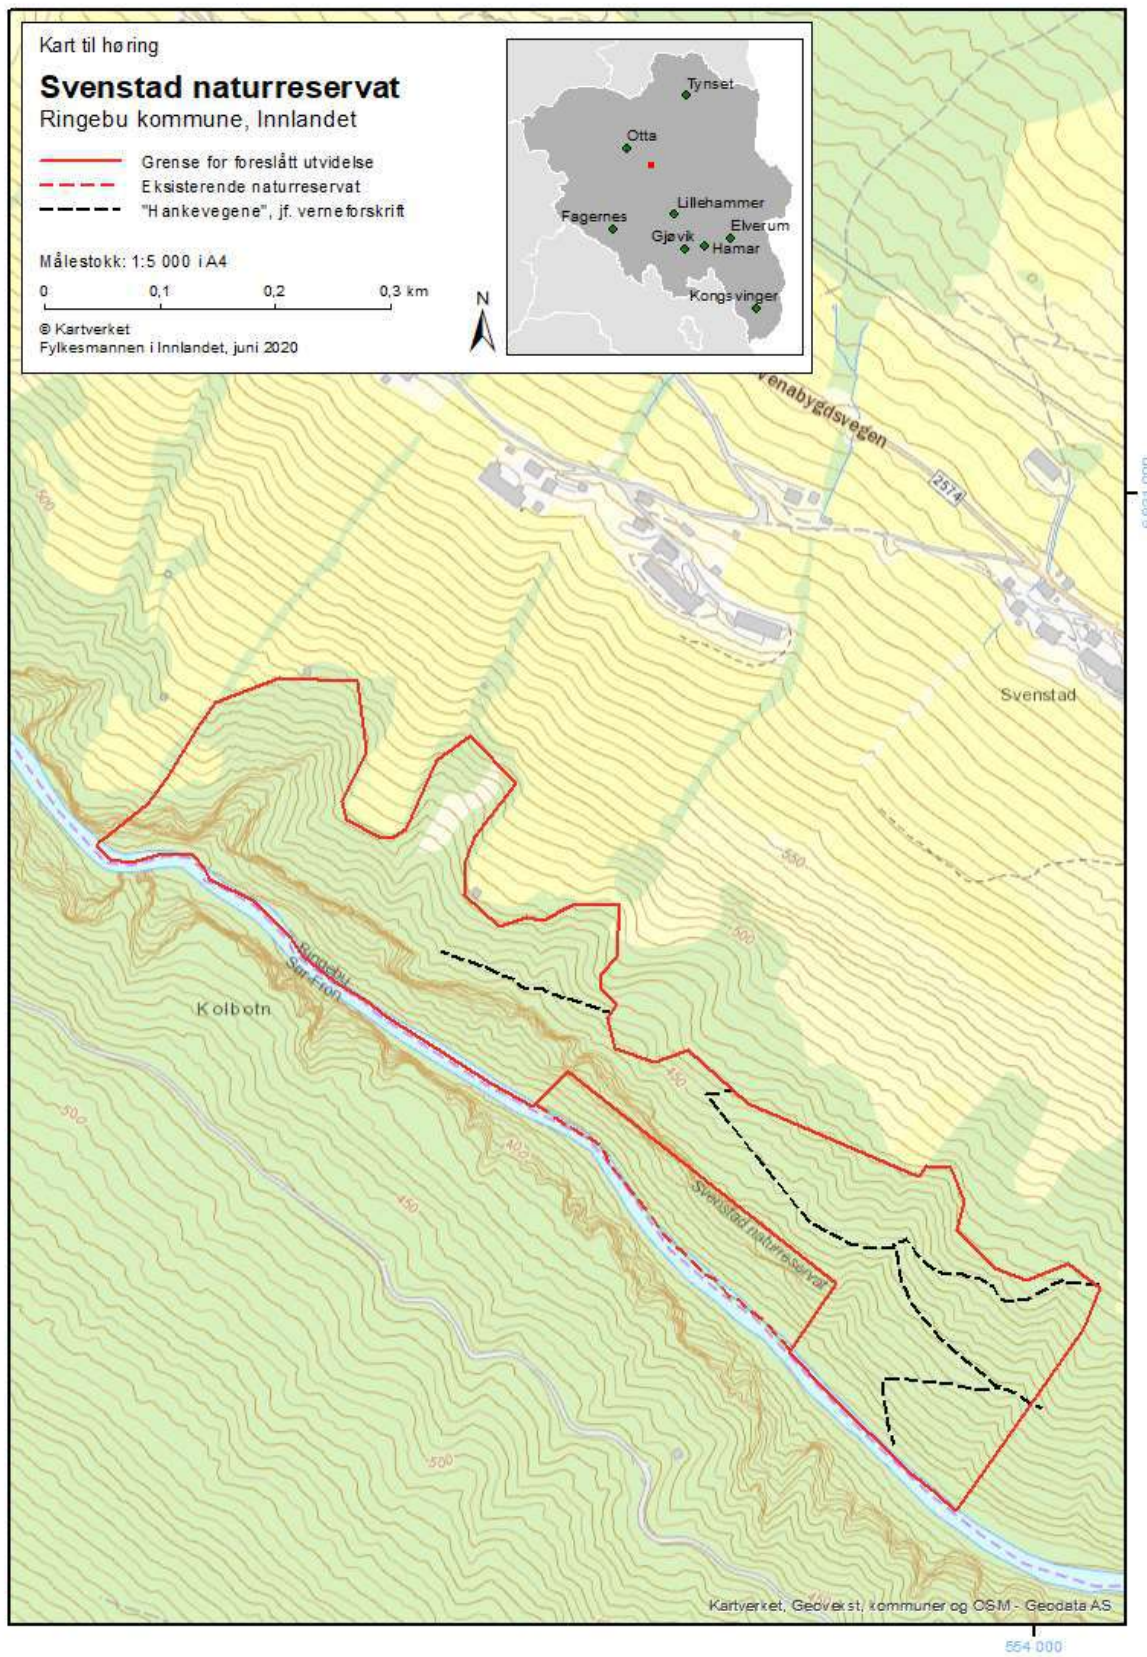 Kart til høring
Svenstad naturreservat
Ringebu kommune, Innlandet
Grense for foreslått utvidelse
Eksisterende naturreservat
"Hankevegene", jf. verneforskrift
Målestokk: 1:5 000 i A4
0 0,1 0,2 0,3 km
N
© Kartverket
Fylkesmannen i Innlandet, juni 2020
Tynset
Otta
Lillehammer
Fagernes
Elverum
Gjøvik
Hamar
Kongsvinger
Venabygdsvegen
2574
500
Svenstad
550
500
Ringebu
Sør-Fron
Kolbotn
450
500
400
450
Svenstad naturreservat
500
Kartverket, Geovekst, kommuner og OSM - Geodata AS
554 000